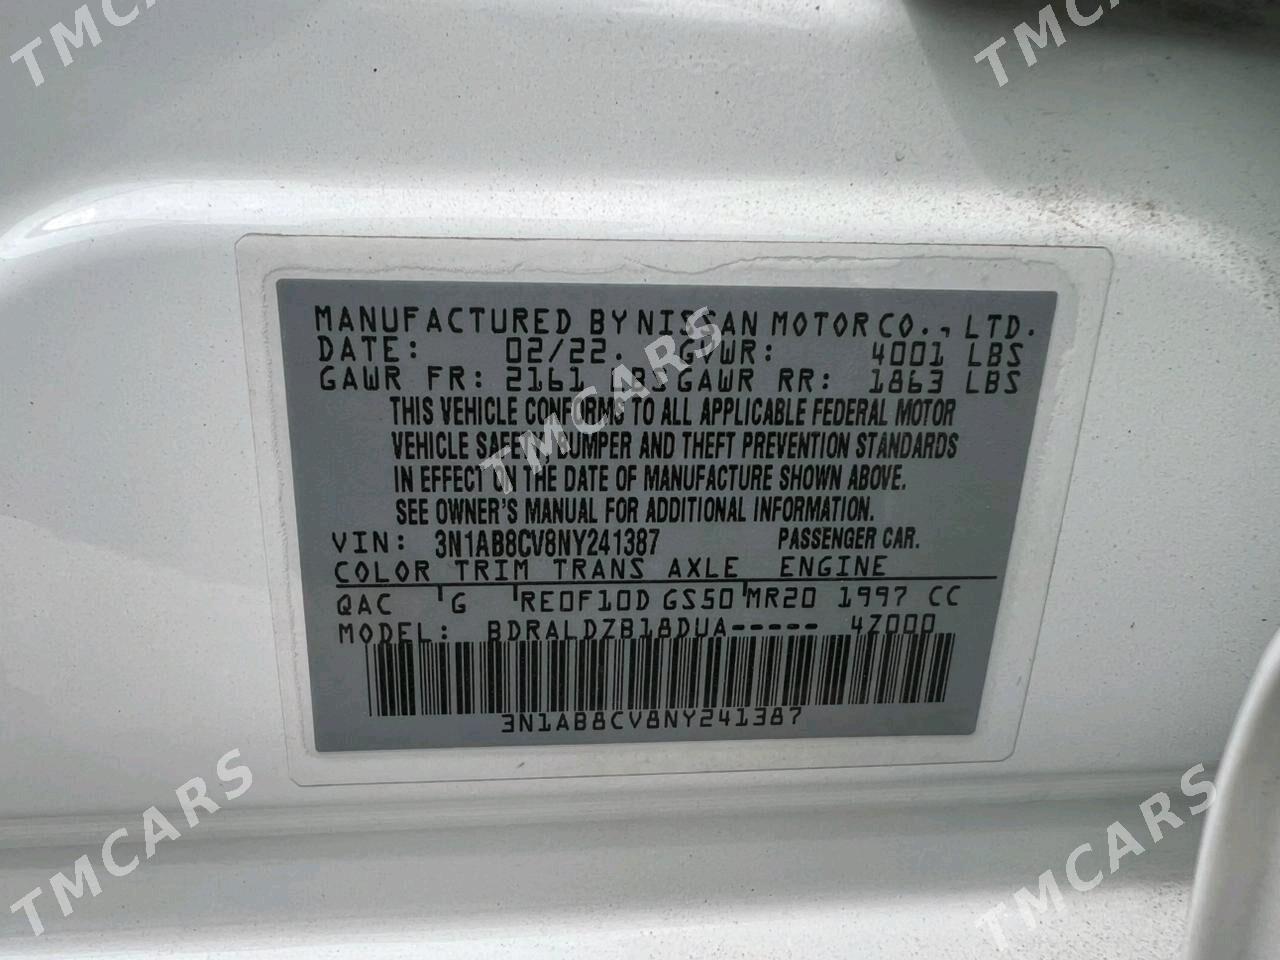 TMCARS
TMCARS
MANUFACTURED BY NISSAN MOTOR CO., LTD.
DATE: 02/22. GVWR: 4001 LBS
GAWR FR: 2161 LBS GAWR RR: 1863 LBS
THIS VEHICLE CONFORMS TO ALL APPLICABLE FEDERAL MOTOR
VEHICLE SAFETY, BUMPER AND THEFT PREVENTION STANDARDS
IN EFFECT ON THE DATE OF MANUFACTURE SHOWN ABOVE.
SEE OWNER'S MANUAL FOR ADDITIONAL INFORMATION.
VIN: 3N1AB8CV8NY241387 PASSENGER CAR.
COLOR TRIM TRANS AXLE ENGINE
QAC G RE0F10D GS50 MR20 1997 CC
MODEL: BDRALDZB18DUA----- 4Z000
3N1AB8CV8NY241387
TMCARS
TMCARS
TMCARS